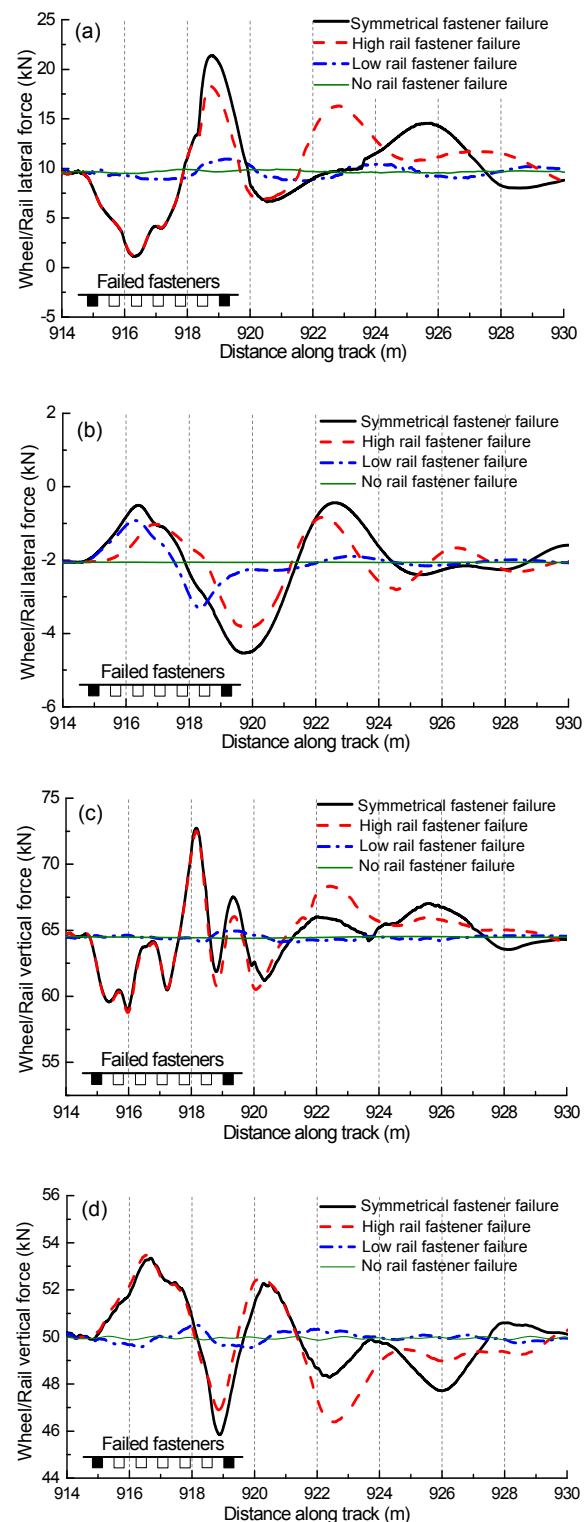 (a)
Symmetrical fastener failure
High rail fastener failure
Low rail fastener failure
No rail fastener failure
Wheel/Rail lateral force (kN)
25
20
15
10
5
0
-5
Failed fasteners
914 916 918 920 922 924 926 928 930
Distance along track (m)
(b)
Symmetrical fastener failure
High rail fastener failure
Low rail fastener failure
No rail fastener failure
Wheel/Rail lateral force (kN)
2
0
-2
-4
-6
Failed fasteners
914 916 918 920 922 924 926 928 930
Distance along track (m)
(c)
Symmetrical fastener failure
High rail fastener failure
Low rail fastener failure
No rail fastener failure
Wheel/Rail vertical force (kN)
75
70
65
60
55
Failed fasteners
914 916 918 920 922 924 926 928 930
Distance along track (m)
(d)
Symmetrical fastener failure
High rail fastener failure
Low rail fastener failure
No rail fastener failure
Wheel/Rail vertical force (kN)
56
54
52
50
48
46
44
Failed fasteners
914 916 918 920 922 924 926 928 930
Distance along track (m)